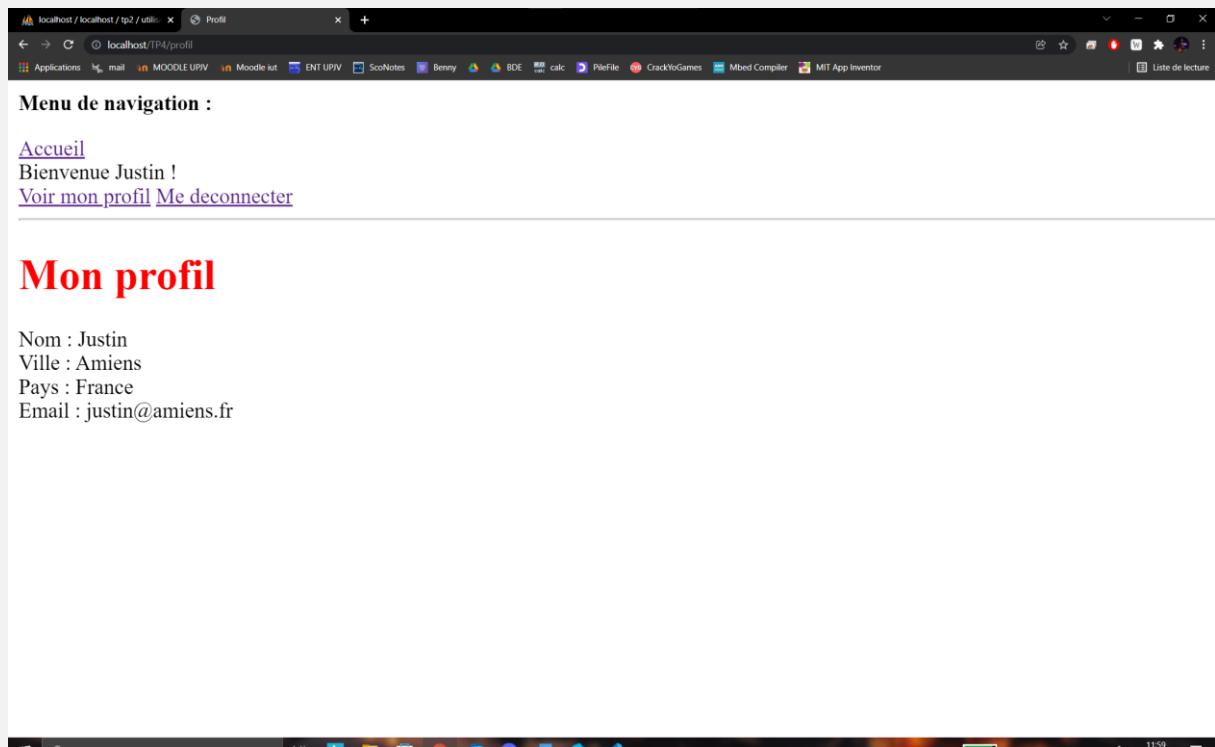 localhost / localhost / tp2 / utilis
Profil
localhost/TP4/profil
Applications mail MOODLE UPJV Moodle iut ENT UPJV ScoNotes Benny BDE calc PileFile CrackYoGames Mbed Compiler MIT App Inventor Liste de lecture
Menu de navigation :
Accueil
Bienvenue Justin !
Voir mon profil Me deconnecter
Mon profil
Nom : Justin
Ville : Amiens
Pays : France
Email : justin@amiens.fr
11:59